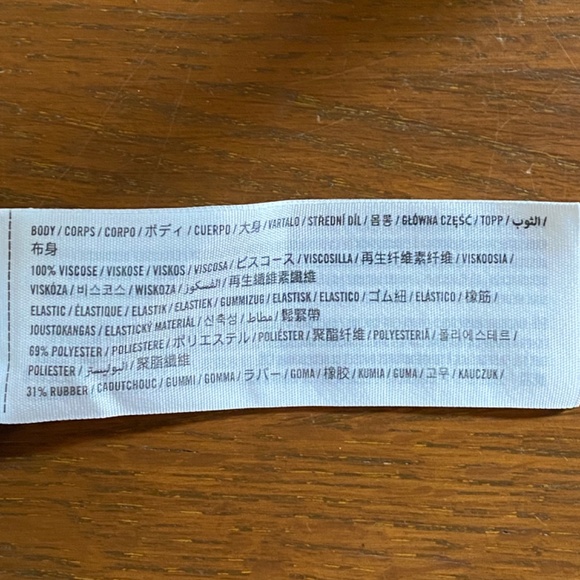 BODY / CORPS / CORPO / ボディ / CUERPO / 大身 / VARTALO / STŘEDNÍ DÍL / 몸통 / GŁÓWNA CZĘŚĆ / TOPP / الثوب /
布身
100% VISCOSE / VISKOSE / VISKOS / VISCOSA / ビスコース / VISCOSILLA / 再生纤维素纤维 / VISKOOSIA /
VISKÓZA / 비스코스 / WISKOZA / الفسكوز / 再生纖維素纖維
ELASTIC / ÉLASTIQUE / ELASTIK / ELASTIEK / GUMMIZUG / ELASTISK / ELASTICO / ゴム紐 / ELÁSTICO / 橡筋 /
JOUSTOKANGAS / ELASTICKÝ MATERIÁL / 신축성 / مطاط / 鬆緊帶
69% POLYESTER / POLIESTERE / ポリエステル / POLIÉSTER / 聚酯纤维 / POLYESTERIÄ / 폴리에스테르 /
POLIESTER / البوليستر / 聚脂纖維
31% RUBBER / CAOUTCHOUC / GUMMI / GOMMA / ラバー / GOMA / 橡胶 / KUMIA / GUMA / 고무 / KAUCZUK /